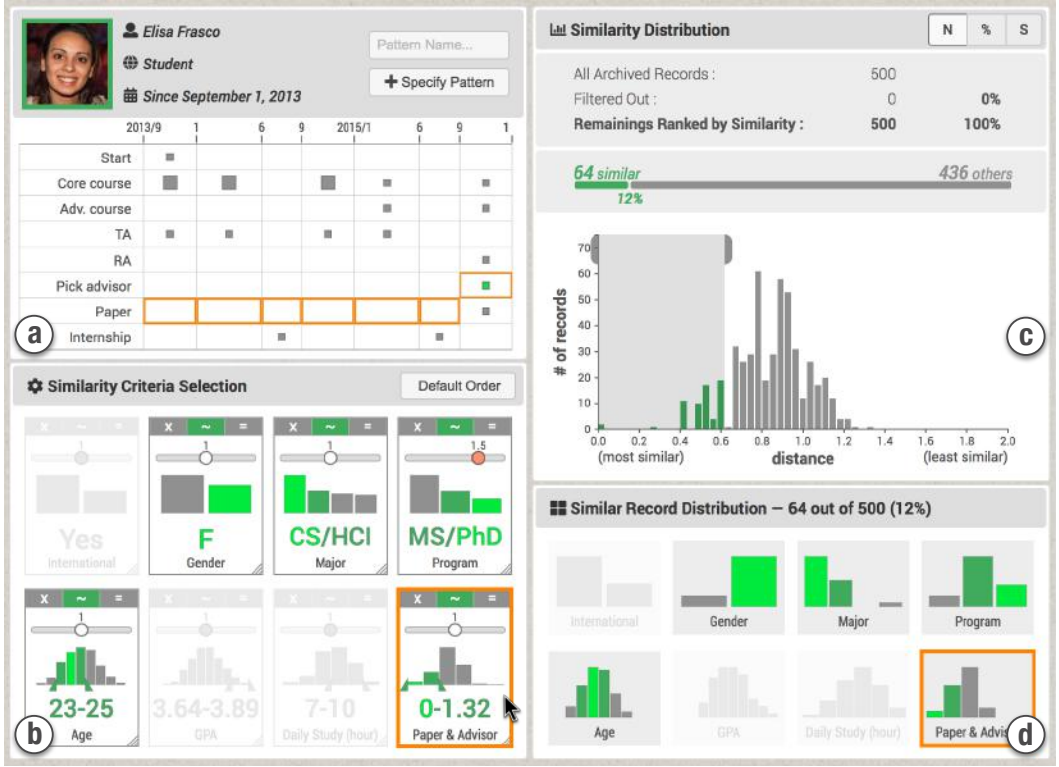 Elisa Frasco
Student
Since September 1, 2013
Pattern Name...
+ Specify Pattern
2013/9 1 6 9 2015/1 6 9 1
Start
Core course
Adv. course
TA
RA
Pick advisor
Paper
Internship
a
Similarity Criteria Selection
Default Order
x ~ =
1
Yes
International
x ~ =
1
F
Gender
x ~ =
1
CS/HCI
Major
x ~ =
1.5
MS/PhD
Program
x ~ =
1
23-25
Age
x ~ =
1
3.64-3.89
GPA
x ~ =
1
7-10
Daily Study (hour)
x ~ =
1
0-1.32
Paper & Advisor
b
Similarity Distribution
N % S
All Archived Records : 500
Filtered Out : 0 0%
Remainings Ranked by Similarity : 500 100%
64 similar 436 others
12%
# of records
70
60
50
40
30
20
10
0
0.0 0.2 0.4 0.6 0.8 1.0 1.2 1.4 1.6 1.8 2.0
(most similar) distance (least similar)
c
Similar Record Distribution — 64 out of 500 (12%)
International
Gender
Major
Program
Age
GPA
Daily Study (hour)
Paper & Advis
d